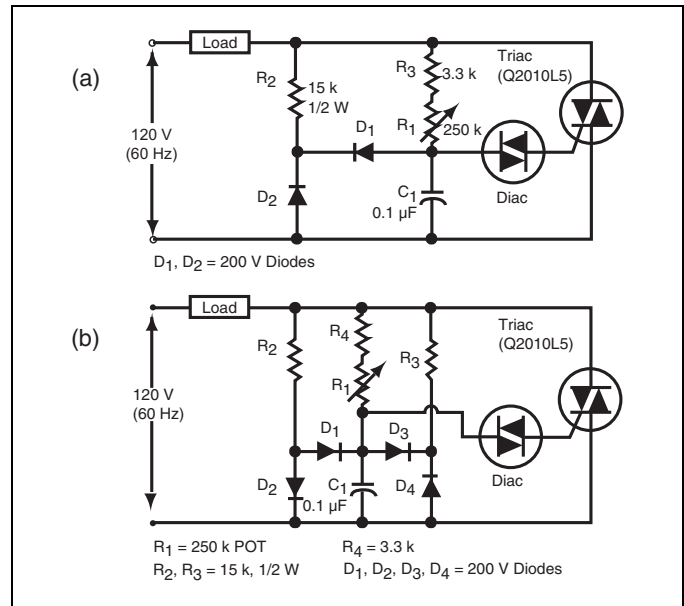 (a)
Load
Triac
(Q2010L5)
R2
15 k
1/2 W
R3
3.3 k
R1
250 k
D1
120 V
(60 Hz)
D2
C1
0.1 µF
Diac
D1, D2 = 200 V Diodes
(b)
Load
Triac
(Q2010L5)
R2
R4
R1
R3
120 V
(60 Hz)
D1
D3
D2
C1
0.1 µF
D4
Diac
R1 = 250 k POT
R4 = 3.3 k
R2, R3 = 15 k, 1/2 W
D1, D2, D3, D4 = 200 V Diodes